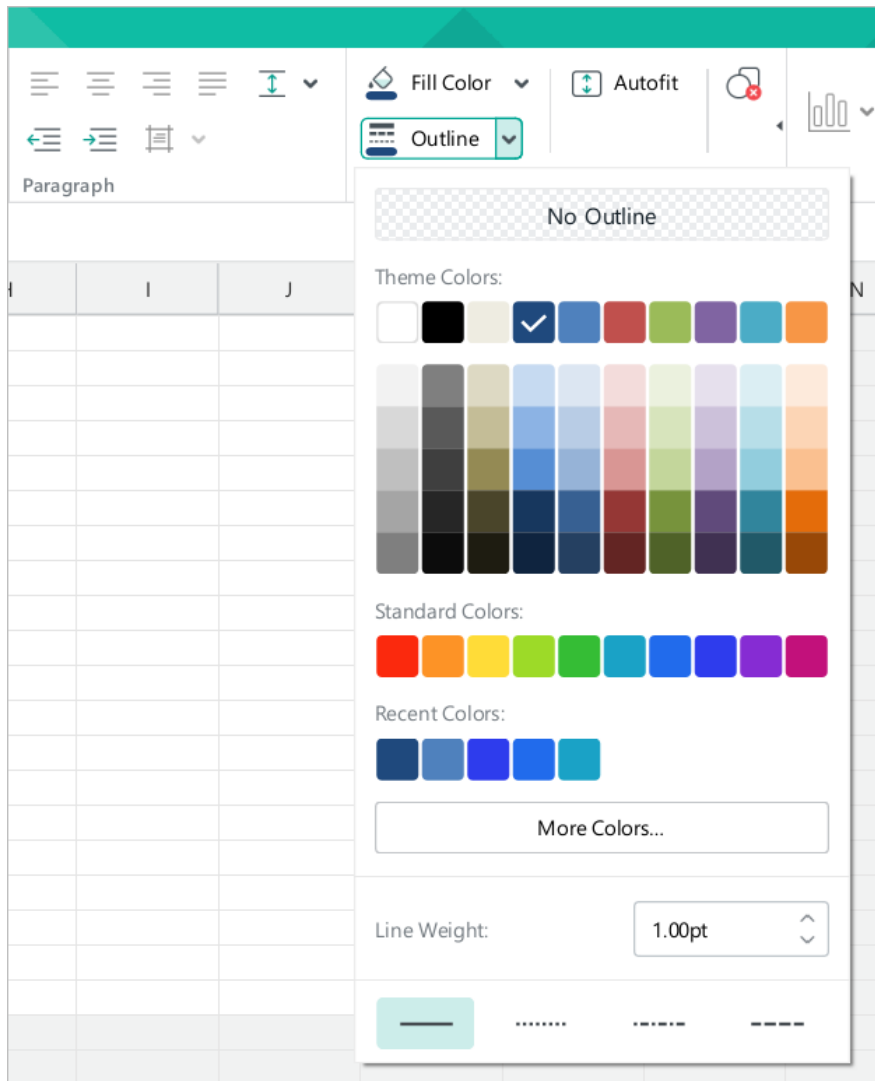 Fill Color
Autofit
Outline
Paragraph
No Outline
Theme Colors:
I J N
Standard Colors:
Recent Colors:
More Colors...
Line Weight: 1.00pt